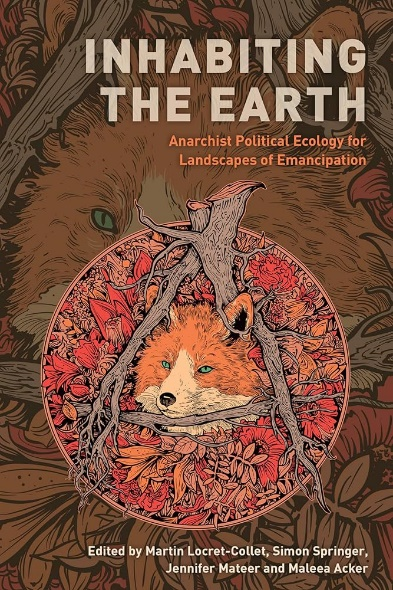 INHABITING
THE EARTH
Anarchist Political Ecology for
Landscapes of Emancipation
Edited by Martin Locret-Collet, Simon Springer,
Jennifer Mateer and Maleea Acker